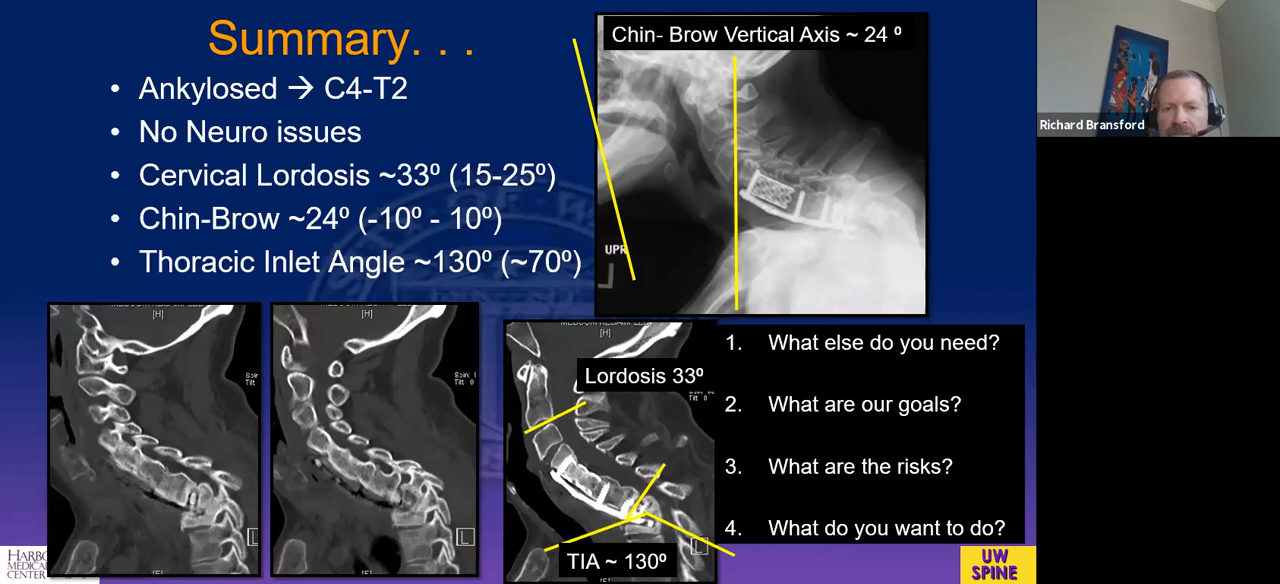 Summary. . .
• Ankylosed → C4-T2
• No Neuro issues
• Cervical Lordosis ~33⁰ (15-25⁰)
• Chin-Brow ~24⁰ (-10⁰ - 10⁰)
• Thoracic Inlet Angle ~130⁰ (~70⁰)
Chin- Brow Vertical Axis ~ 24 ⁰
UPR
Richard Bransford
[H]
L
[H]
L
[H]
Lordosis 33⁰
Tilt 0
TIA ~ 130⁰
L
1. What else do you need?
2. What are our goals?
3. What are the risks?
4. What do you want to do?
MEDICAL
CENTER
UW
SPINE